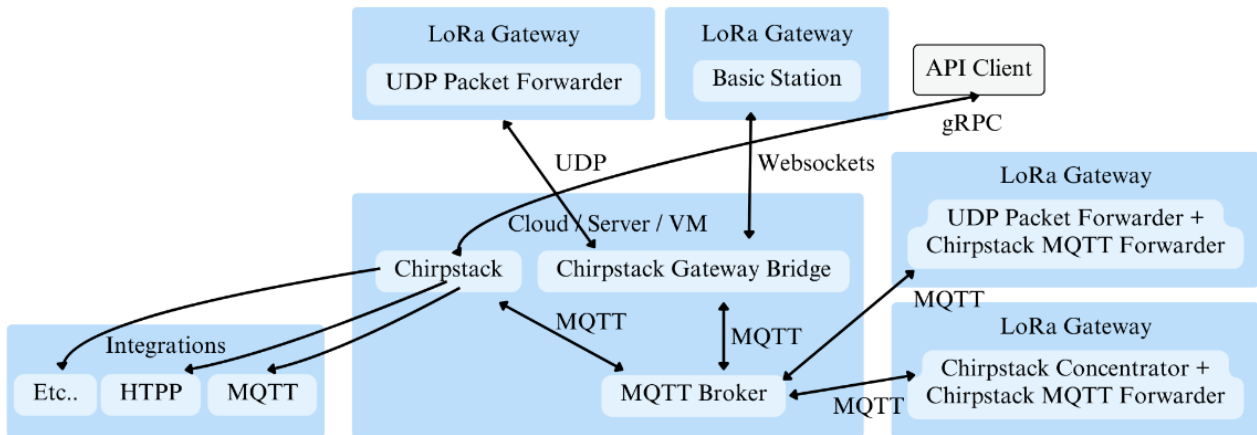 LoRa Gateway
UDP Packet Forwarder
LoRa Gateway
Basic Station
API Client
gRPC
UDP
Websockets
LoRa Gateway
UDP Packet Forwarder +
Chirpstack MQTT Forwarder
Cloud / Server / VM
Chirpstack
Chirpstack Gateway Bridge
MQTT
MQTT
MQTT
MQTT Broker
MQTT
LoRa Gateway
Chirpstack Concentrator +
Chirpstack MQTT Forwarder
Integrations
Etc..
HTPP
MQTT